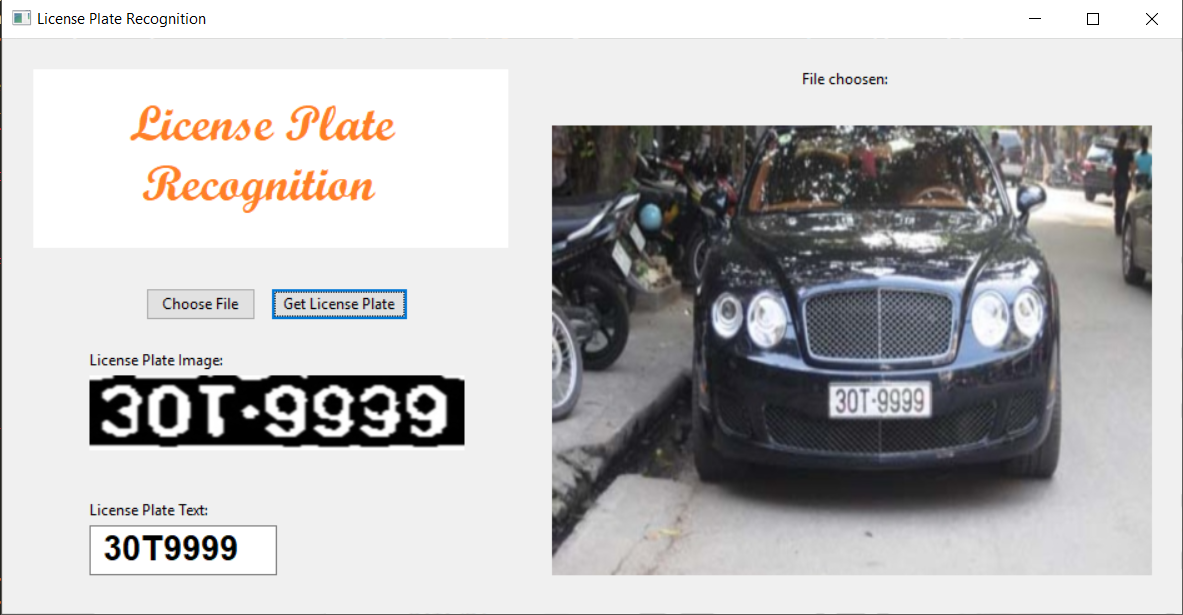 License Plate Recognition
License Plate
Recognition
Choose File
Get License Plate
License Plate Image:
30T·9999
License Plate Text:
30T9999
File choosen:
30T·9999